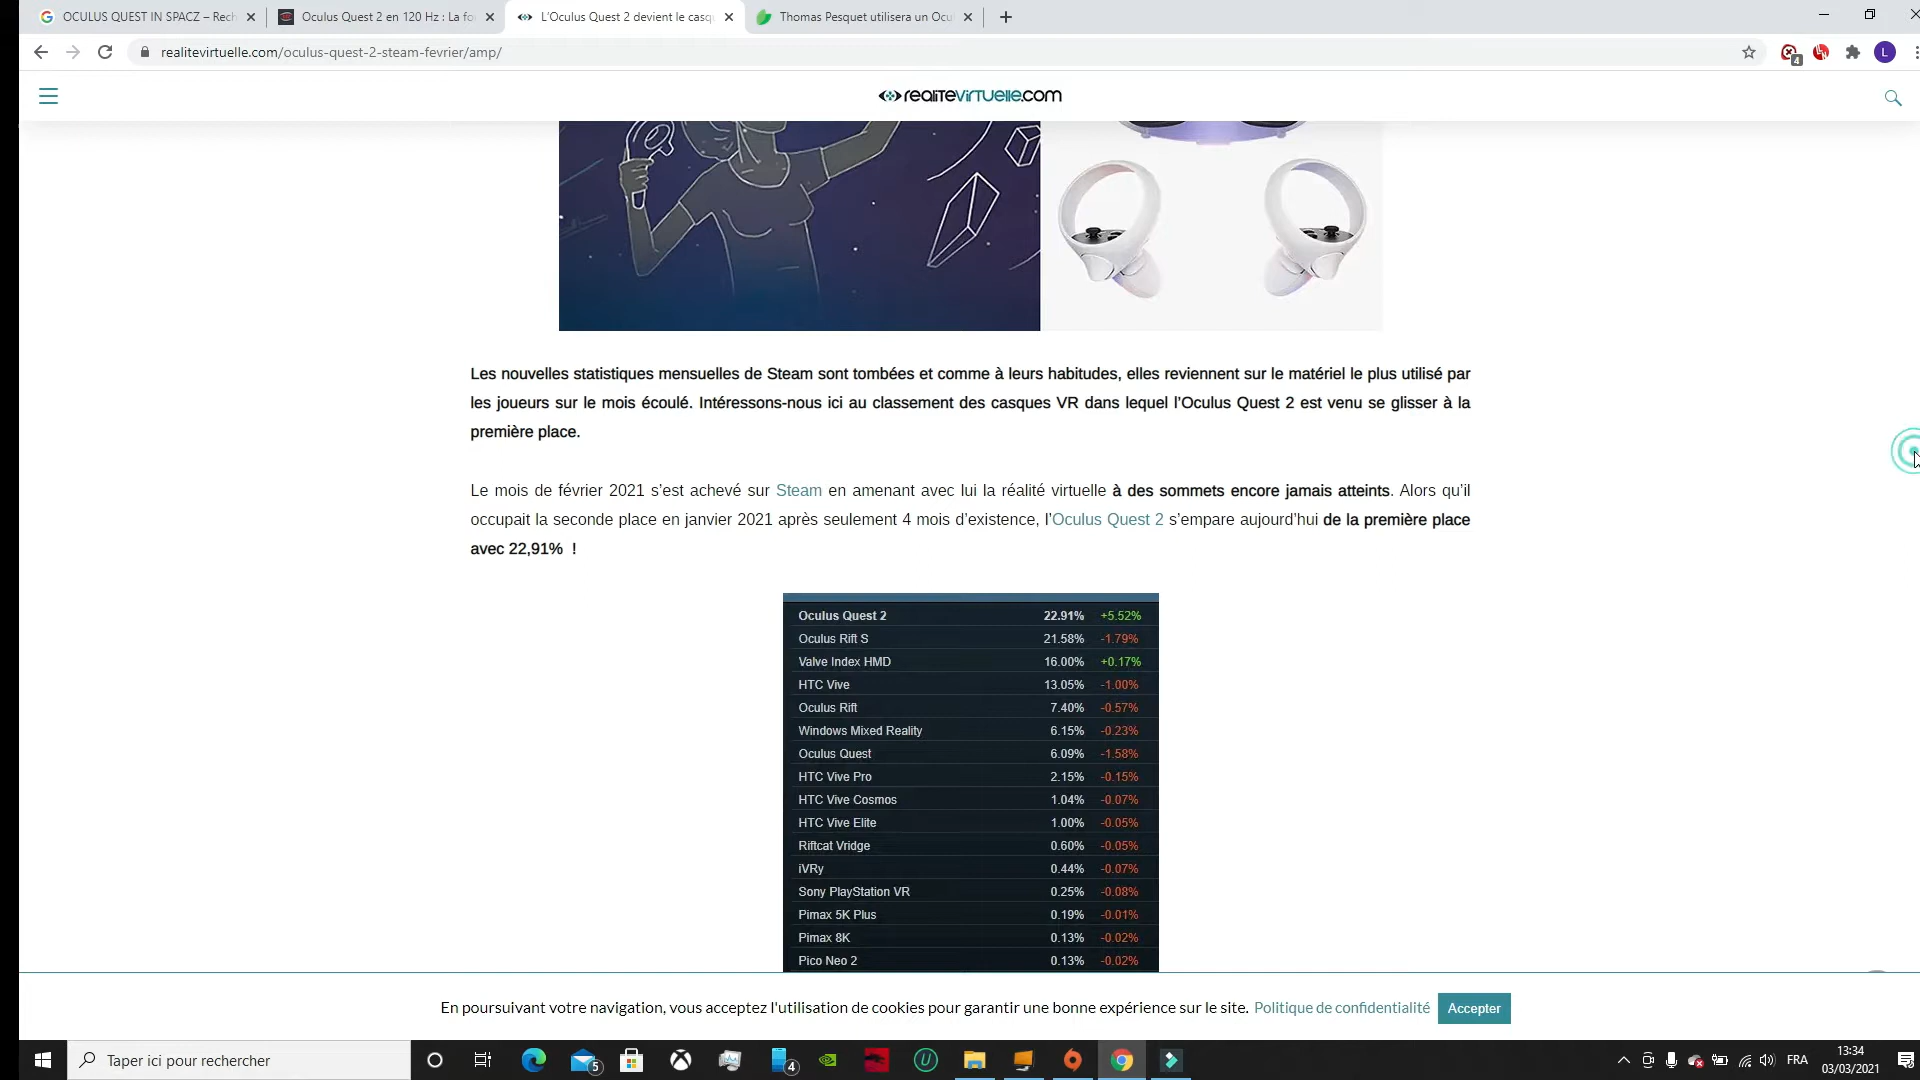 OCULUS QUEST IN SPACZ – Rech
Oculus Quest 2 en 120 Hz : La fo
L'Oculus Quest 2 devient le casq
Thomas Pesquet utilisera un Ocu
realitevirtuelle.com/oculus-quest-2-steam-fevrier/amp/
4
L
realitevirtuelle.com
Les nouvelles statistiques mensuelles de Steam sont tombées et comme à leurs habitudes, elles reviennent sur le matériel le plus utilisé par
les joueurs sur le mois écoulé. Intéressons-nous ici au classement des casques VR dans lequel l'Oculus Quest 2 est venu se glisser à la
première place.
Le mois de février 2021 s'est achevé sur Steam en amenant avec lui la réalité virtuelle à des sommets encore jamais atteints. Alors qu'il
occupait la seconde place en janvier 2021 après seulement 4 mois d'existence, l'Oculus Quest 2 s'empare aujourd'hui de la première place
avec 22,91% !
Oculus Quest 2 22.91% +5.52%
Oculus Rift S 21.58% -1.79%
Valve Index HMD 16.00% +0.17%
HTC Vive 13.05% -1.00%
Oculus Rift 7.40% -0.57%
Windows Mixed Reality 6.15% -0.23%
Oculus Quest 6.09% -1.58%
HTC Vive Pro 2.15% -0.15%
HTC Vive Cosmos 1.04% -0.07%
HTC Vive Elite 1.00% -0.05%
Riftcat Vridge 0.60% -0.05%
iVRy 0.44% -0.07%
Sony PlayStation VR 0.25% -0.08%
Pimax 5K Plus 0.19% -0.01%
Pimax 8K 0.13% -0.02%
Pico Neo 2 0.13% -0.02%
En poursuivant votre navigation, vous acceptez l'utilisation de cookies pour garantir une bonne expérience sur le site. Politique de confidentialité Accepter
Taper ici pour rechercher
5
4
FRA
13:34
03/03/2021